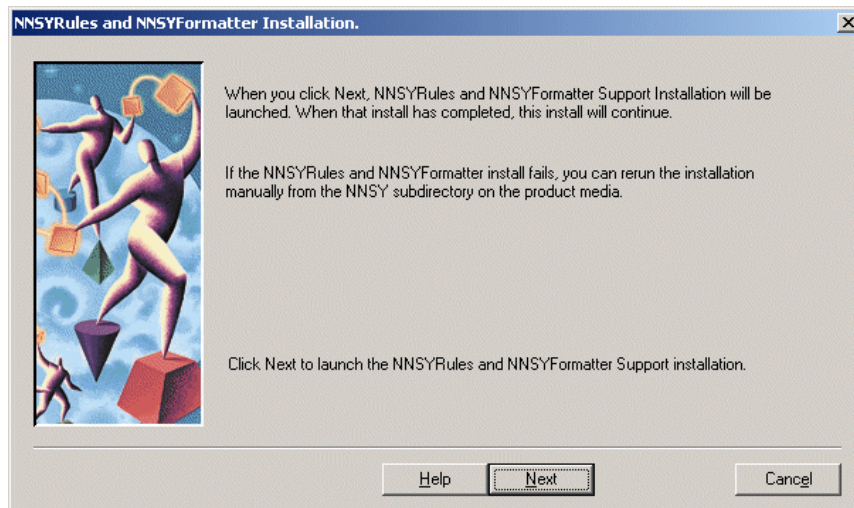 NNSYRules and NNSYFormatter Installation.
When you click Next, NNSYRules and NNSYFormatter Support Installation will be
launched. When that install has completed, this install will continue.
If the NNSYRules and NNSYFormatter install fails, you can rerun the installation
manually from the NNSY subdirectory on the product media.
Click Next to launch the NNSYRules and NNSYFormatter Support installation.
Help Next Cancel